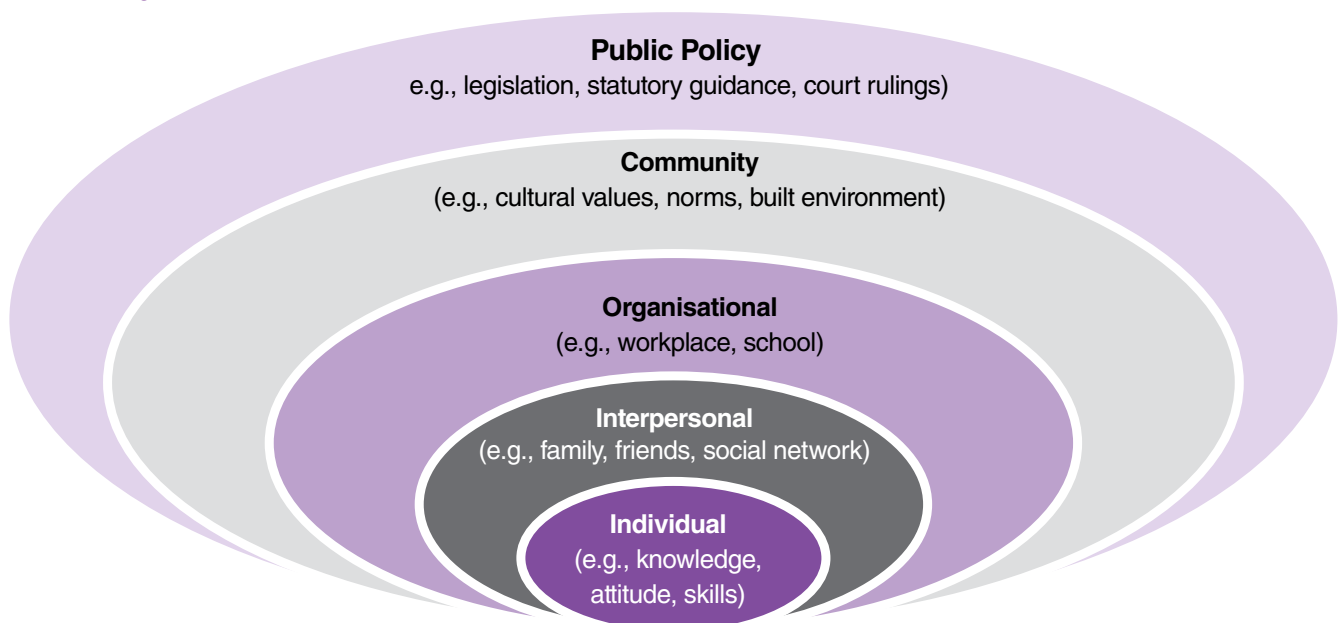 Public Policy
e.g., legislation, statutory guidance, court rulings)
Community
(e.g., cultural values, norms, built environment)
Organisational
(e.g., workplace, school)
Interpersonal
(e.g., family, friends, social network)
Individual
(e.g., knowledge,
attitude, skills)